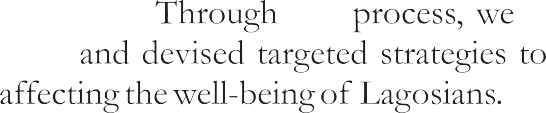 Through process, we
and devised targeted strategies to
affecting the well-being of Lagosians.